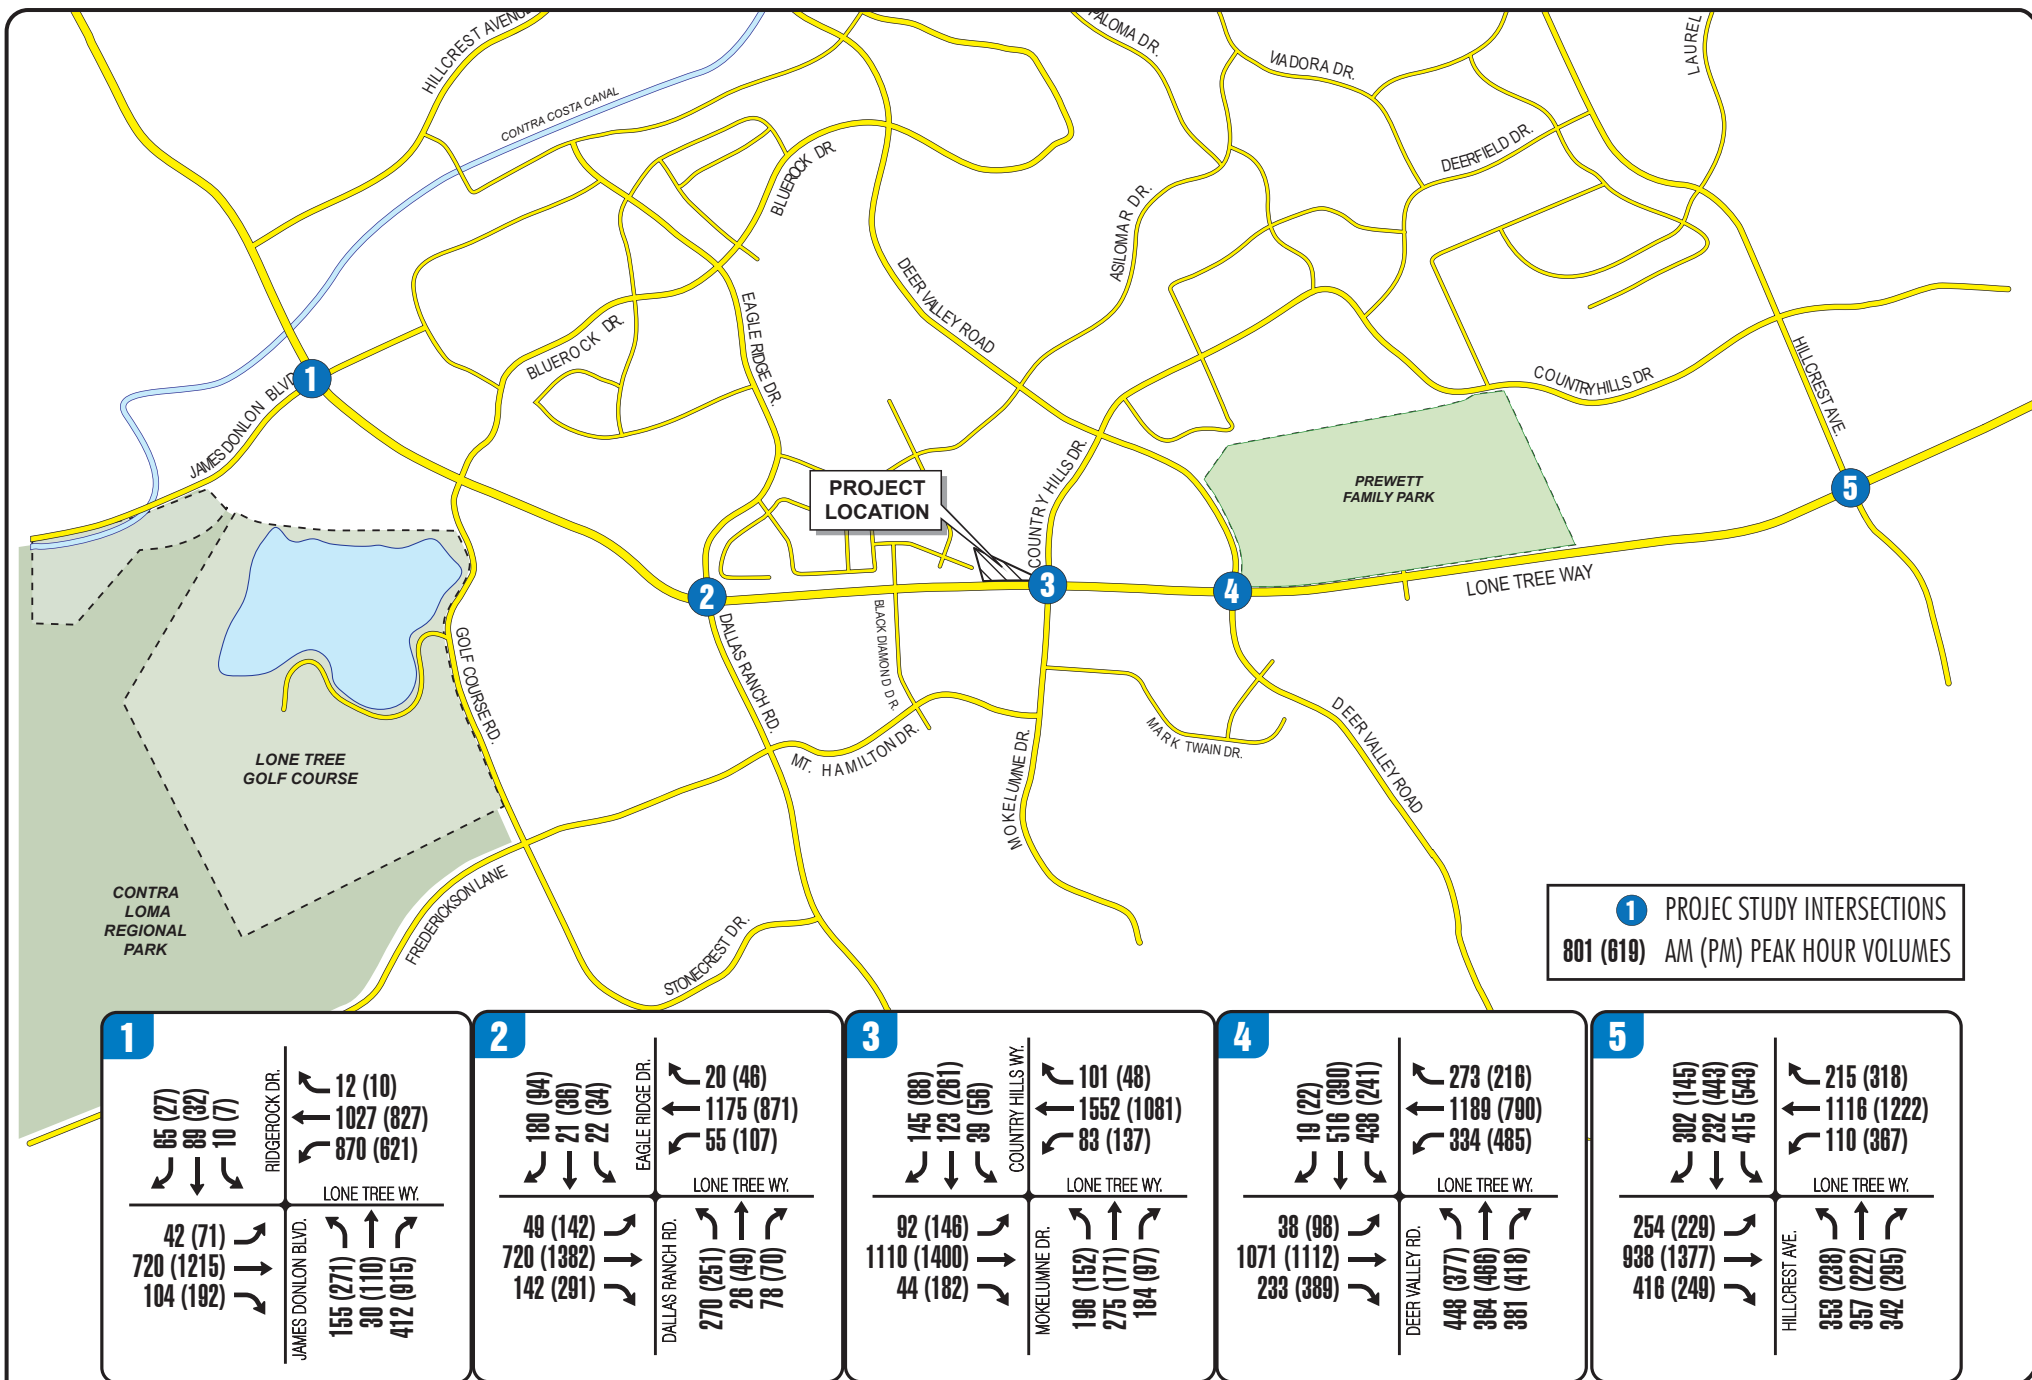 HILLCREST AVENUE
CONTRA COSTA CANAL
PALOMA DR.
VIADORA DR.
LAUREL
BLUEROCK DR.
DEERFIELD DR.
ASILOMAR DR.
DEER VALLEY ROAD
EAGLE RIDGE DR.
BLUEROCK DR.
JAMES DONLON BLVD.
1
HILLCREST AVE.
COUNTRY HILLS DR.
COUNTRY HILLS DR.
PROJECT
LOCATION
PREWETT
FAMILY PARK
5
2
3
4
LONE TREE WAY
DALLAS RANCH RD.
BLACK DIAMOND DR.
GOLF COURSE RD.
MT. HAMILTON DR.
MOKELUMNE DR.
MARK TWAIN DR.
DEER VALLEY ROAD
LONE TREE
GOLF COURSE
CONTRA
LOMA
REGIONAL
PARK
FREDERICKSON LANE
STONECREST DR.
1 PROJEC STUDY INTERSECTIONS
801 (619) AM (PM) PEAK HOUR VOLUMES
1
65 (27)
89 (32)
10 (7)
RIDGEROCK DR.
12 (10)
1027 (827)
870 (621)
LONE TREE WY.
42 (71)
720 (1215)
104 (192)
JAMES DONLON BLVD.
155 (271)
30 (110)
412 (915)
2
180 (94)
21 (36)
22 (34)
EAGLE RIDGE DR.
20 (46)
1175 (871)
55 (107)
LONE TREE WY.
49 (142)
720 (1382)
142 (291)
DALLAS RANCH RD.
270 (251)
26 (49)
78 (70)
3
145 (88)
123 (261)
39 (56)
COUNTRY HILLS WY.
101 (48)
1552 (1081)
83 (137)
LONE TREE WY.
92 (146)
1110 (1400)
44 (182)
MOKELUMNE DR.
196 (152)
275 (171)
184 (97)
4
19 (22)
516 (390)
438 (241)
273 (216)
1189 (790)
334 (485)
LONE TREE WY.
38 (98)
1071 (1112)
233 (389)
DEER VALLEY RD.
448 (377)
364 (466)
381 (418)
5
302 (145)
232 (443)
415 (543)
215 (318)
1116 (1222)
110 (367)
LONE TREE WY.
254 (229)
938 (1377)
416 (249)
HILLCREST AVE.
353 (238)
357 (222)
342 (295)